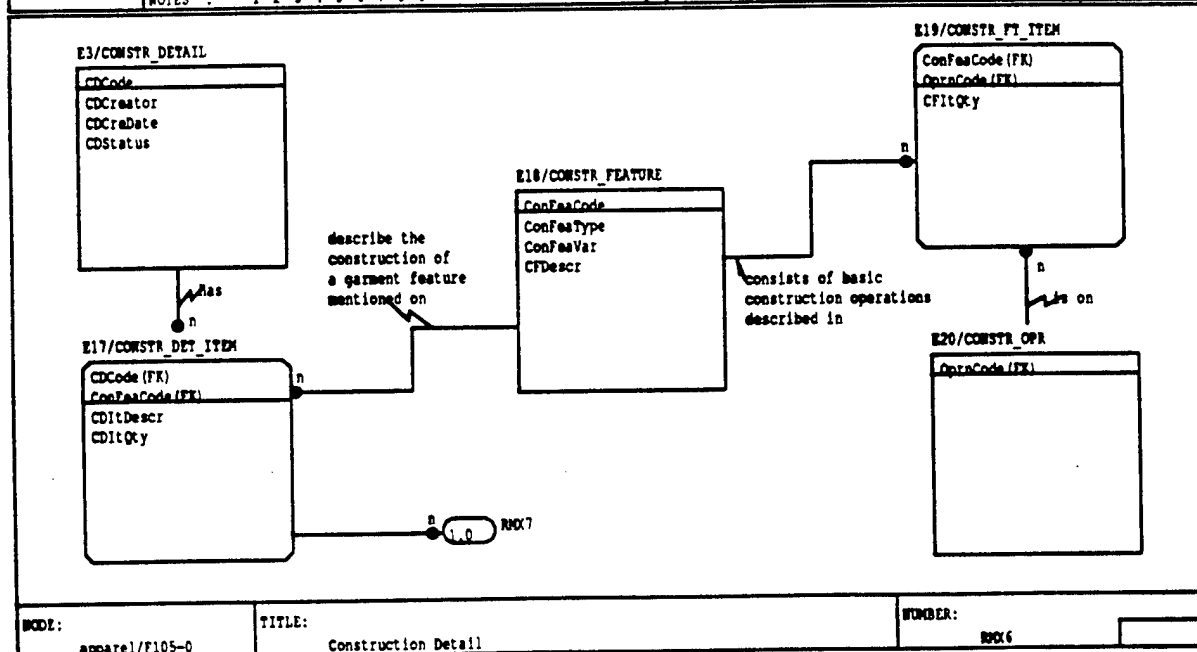 NOTES :
E3/CONSTR_DETAIL
CDCode
CDCreator
CDCreDate
CDStatus
E19/CONSTR_FT_ITEM
ConFeaCode(FK)
OprnCode(FK)
CFItQty
n
E18/CONSTR_FEATURE
ConFeaCode
ConFeaType
ConFeaVar
CFDescr
describe the
construction of
a garment feature
mentioned on
consists of basic
construction operations
described in
n
is on
Has
n
E17/CONSTR_DET_ITEM
CDCode(FK)
ConFeaCode(FK)
CDItDescr
CDItQty
n
E20/CONSTR_OPR
OprnCode(FK)
n
1.0
RMX7
NODE:
apparel/F105-0
TITLE:
Construction Detail
NUMBER:
RMX6